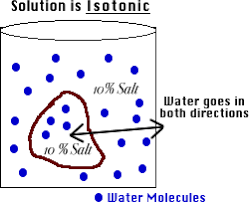 Solution is Isotonic
10% Salt
Water goes in
both directions
10 % Salt
Water Molecules